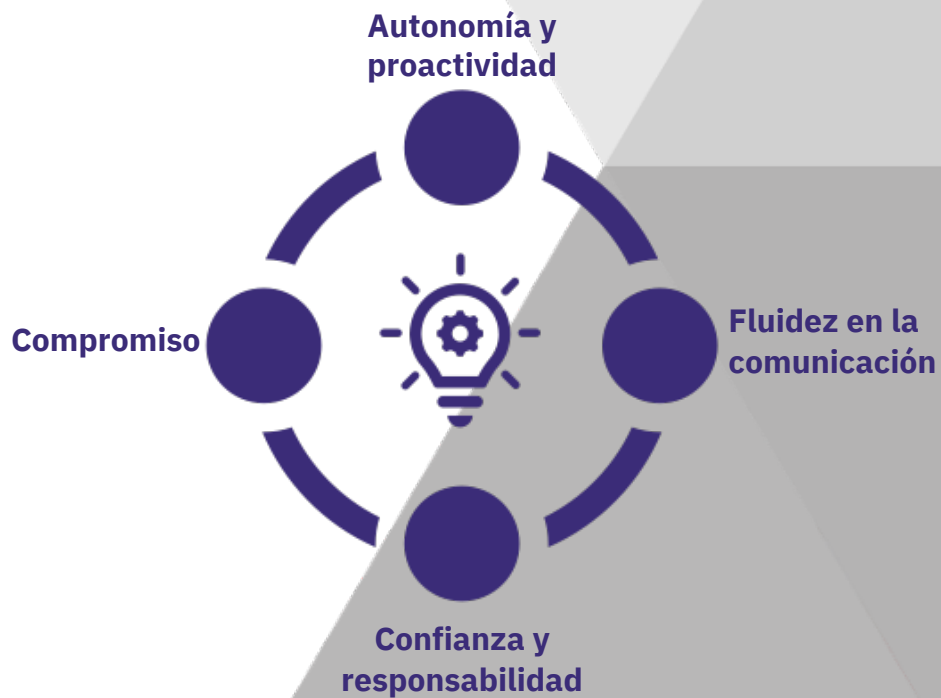 Autonomía y
proactividad
Compromiso
Fluidez en la
comunicación
Confianza y
responsabilidad